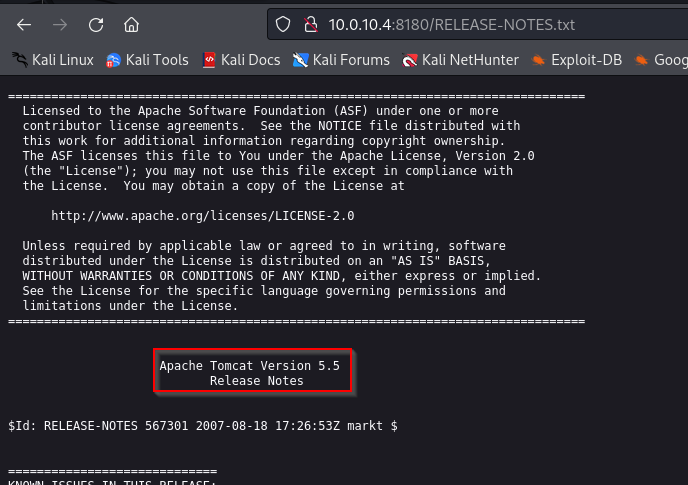 10.0.10.4:8180/RELEASE-NOTES.txt
Kali Linux Kali Tools Kali Docs Kali Forums Kali NetHunter Exploit-DB Goog
================================================================================
Licensed to the Apache Software Foundation (ASF) under one or more
contributor license agreements.  See the NOTICE file distributed with
this work for additional information regarding copyright ownership.
The ASF licenses this file to You under the Apache License, Version 2.0
(the "License"); you may not use this file except in compliance with
the License.  You may obtain a copy of the License at
http://www.apache.org/licenses/LICENSE-2.0
Unless required by applicable law or agreed to in writing, software
distributed under the License is distributed on an "AS IS" BASIS,
WITHOUT WARRANTIES OR CONDITIONS OF ANY KIND, either express or implied.
See the License for the specific language governing permissions and
limitations under the License.
================================================================================
Apache Tomcat Version 5.5
Release Notes
$Id: RELEASE-NOTES 567301 2007-08-18 17:26:53Z markt $
=============================
KNOWN ISSUES IN THIS RELEASE: